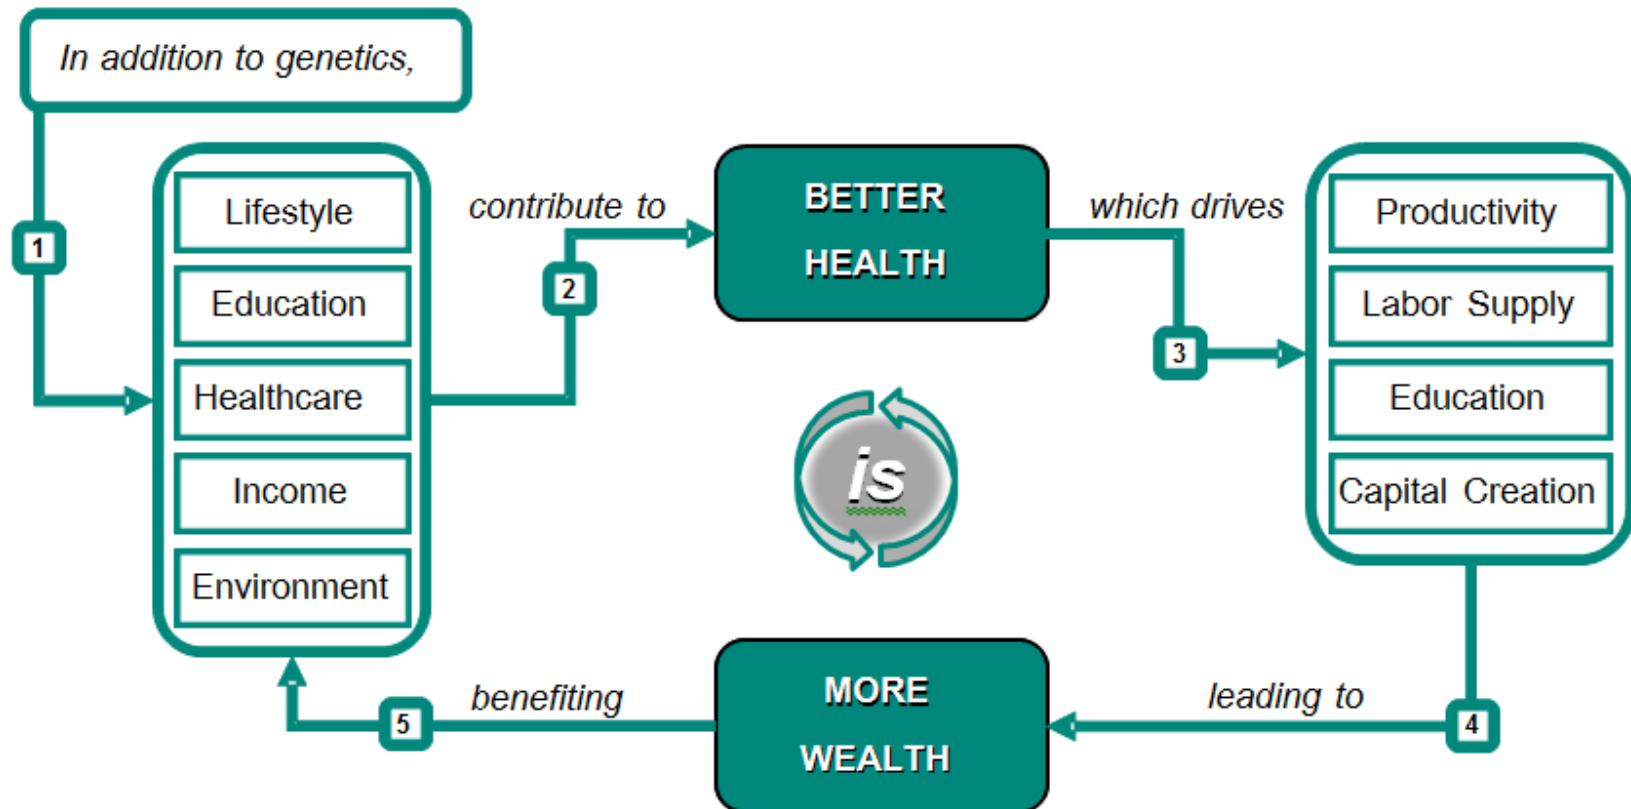 In addition to genetics,
1
Lifestyle
Education
Healthcare
Income
Environment
contribute to
2
BETTER
HEALTH
which drives
3
Productivity
Labor Supply
Education
Capital Creation
is
leading to
4
MORE
WEALTH
benefiting
5